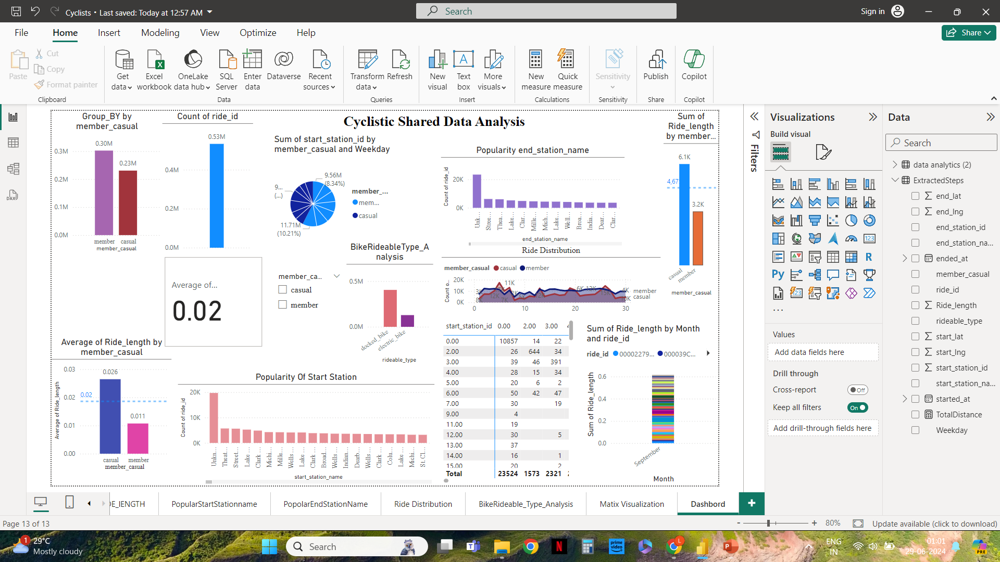 Cyclists • Last saved: Today at 12:57 AM
Search
Sign in
File
Home
Insert
Modeling
View
Optimize
Help
Share
Paste
Cut
Copy
Format painter
Clipboard
Get data
Excel workbook
OneLake data hub
SQL Server
Enter data
Dataverse
Recent sources
Data
Transform data
Refresh
Queries
New visual
Text box
More visuals
Insert
New measure
Quick measure
Calculations
Sensitivity
Sensitivity
Publish
Share
Copilot
Copilot
Cyclistic Shared Data Analysis
Group_BY by
member_casual
0.30M
0.23M
0.3M
0.2M
0.1M
0.0M
member casual
member_casual
Count of ride_id
0.53M
0.4M
0.2M
0.0M
Sum of start_station_id by
member_casual and Weekday
9.56M
(8.34%)
9...
(...)
11.71M
(10.21%)
member_...
mem...
casual
Popularity end_station_name
Count of ride_id
20K
0K
Unk...
Stree...
Thea...
Lake...
Clar...
Mille...
Mich...
Lake...
Well...
Broa...
India...
Dear...
Clar...
end_station_name
Sum of
Ride_length
by member...
6.1K
4,67
3.2K
casual
member
member_casual
Average of...
0.02
member_ca...
casual
member
BikeRideableType_A
nalysis
0.5M
0.0M
docked_bike
electric_bike
rideable_type
Ride Distribution
member_casual casual member
Count o...
20K
10K
0K
11K
member
casual
0 10 20 30
Average of Ride_length by
member_casual
Average of Ride_length
0.03
0.02
0.01
0.00
0.026
0.02
0.011
casual member
member_casual
Popularity Of Start Station
Count of ride_id
20K
10K
0K
Unkn...
Theat...
Street...
Lake ...
Clark ...
Michi...
Mille...
Wells ...
Lake ...
Clark ...
Broad...
Wells ...
Indian...
Dearb...
Wells ...
Clark ...
Colu...
Lake ...
Michi...
St. Cl...
start_station_name
start_station_id 0.00 2.00 3.00
0.00 10857 14 22
2.00 26 644 34
3.00 39 46 391
4.00 28 15 34
5.00 20 6 2
6.00 50 42 47
7.00 30 19
9.00 4
11.00 19
12.00 30 5
13.00 37
14.00 16 1
15.00 20 2
Total 23524 1573 2321
Sum of Ride_length by Month
and ride_id
ride_id 00002279... 000039C...
Sum of Ride_length
0.6
0.4
0.2
0.0
September
Month
Filters
Visualizations
Build visual
123
R
Py
...
Values
Add data fields here
Drill through
Cross-report Off
Keep all filters On
Add drill-through fields here
Data
Search
data analytics (2)
ExtractedSteps
end_lat
end_lng
end_station_id
end_station_na...
ended_at
member_casual
ride_id
Ride_length
rideable_type
start_lat
start_lng
start_station_id
start_station_na...
started_at
TotalDistance
Weekday
DE_lENGTH
PopularStartStationname
PopolarEndStationName
Ride Distribution
BikeRideable_Type_Analysis
Matix Visualization
Dashbord
Page 13 of 13
- + 80%
Update available (click to download)
1
29°C
Mostly cloudy
Search
prime video
ENG
IN
01:01
29-06-2024
PRE